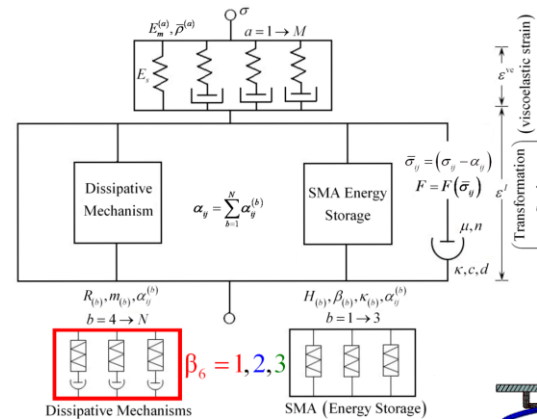 σ
E_m^(a), ρ̄^(a)
a = 1 → M
E_s
ε^ve
(viscoelastic strain)
Dissipative
Mechanism
α_ij = Σ_{b=1}^{N} α_ij^(b)
SMA Energy
Storage
σ̄_ij = (σ_ij − α_ij)
F = F(σ̄_ij)
μ, n
κ, c, d
ε^I
Transformation
R_(b), m_(b), α_ij^(b)
b = 4 → N
H_(b), β_(b), κ_(b), α_ij^(b)
b = 1 → 3
β_6 = 1, 2, 3
Dissipative Mechanisms
SMA (Energy Storage)